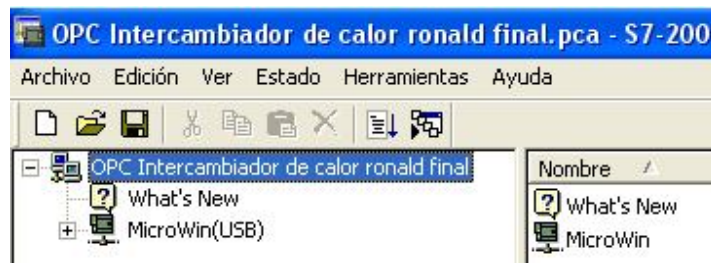 OPC Intercambiador de calor ronald final.pca - S7-200
Archivo Edición Ver Estado Herramientas Ayuda
OPC Intercambiador de calor ronald final
What's New
MicroWin(USB)
Nombre
What's New
MicroWin